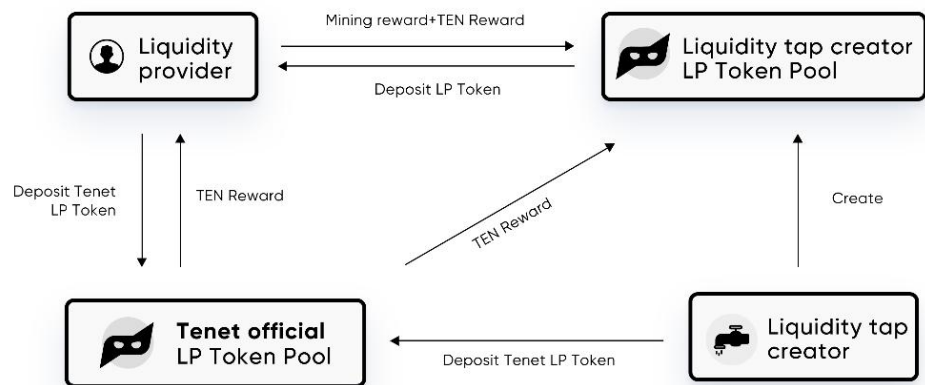 Mining reward+TEN Reward
Liquidity
provider
Liquidity tap creator
LP Token Pool
Deposit LP Token
Deposit Tenet
LP Token
TEN Reward
TEN Reward
Create
Tenet official
LP Token Pool
Deposit Tenet LP Token
Liquidity tap
creator